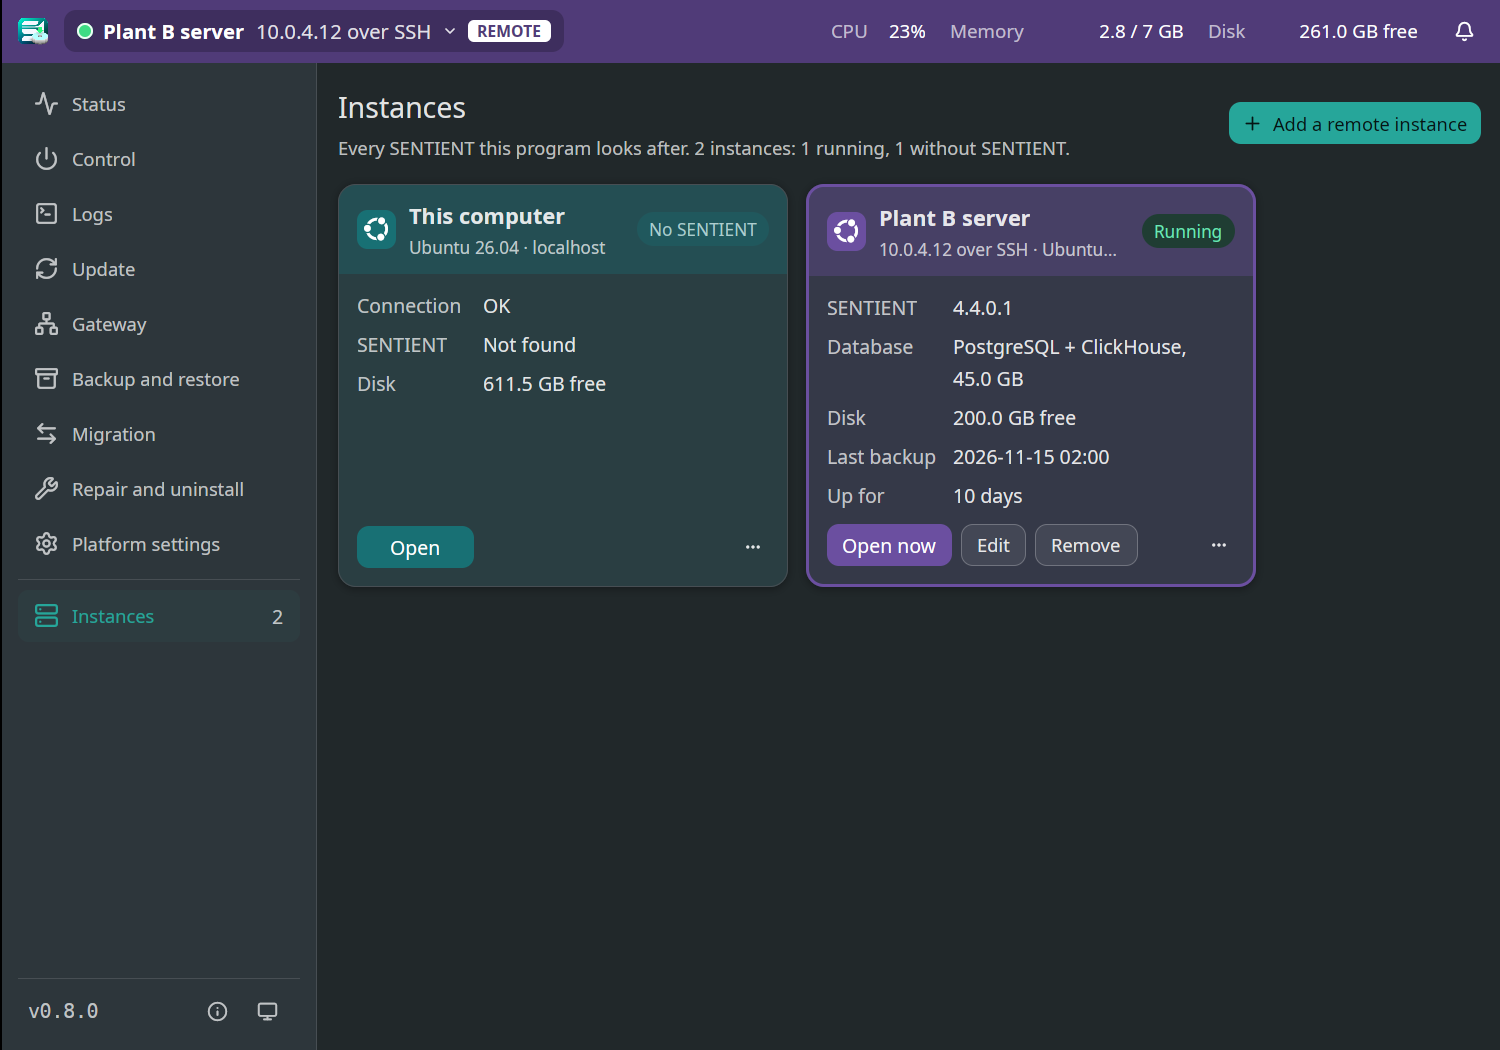 Plant B server 10.0.4.12 over SSH REMOTE
CPU 23% Memory 2.8 / 7 GB Disk 261.0 GB free
Status
Control
Logs
Update
Gateway
Backup and restore
Migration
Repair and uninstall
Platform settings
Instances 2
v0.8.0
Instances
Every SENTIENT this program looks after. 2 instances: 1 running, 1 without SENTIENT.
+ Add a remote instance
This computer
Ubuntu 26.04 · localhost
No SENTIENT
Connection OK
SENTIENT Not found
Disk 611.5 GB free
Open
Plant B server
10.0.4.12 over SSH · Ubuntu...
Running
SENTIENT 4.4.0.1
Database PostgreSQL + ClickHouse,
45.0 GB
Disk 200.0 GB free
Last backup 2026-11-15 02:00
Up for 10 days
Open now Edit Remove